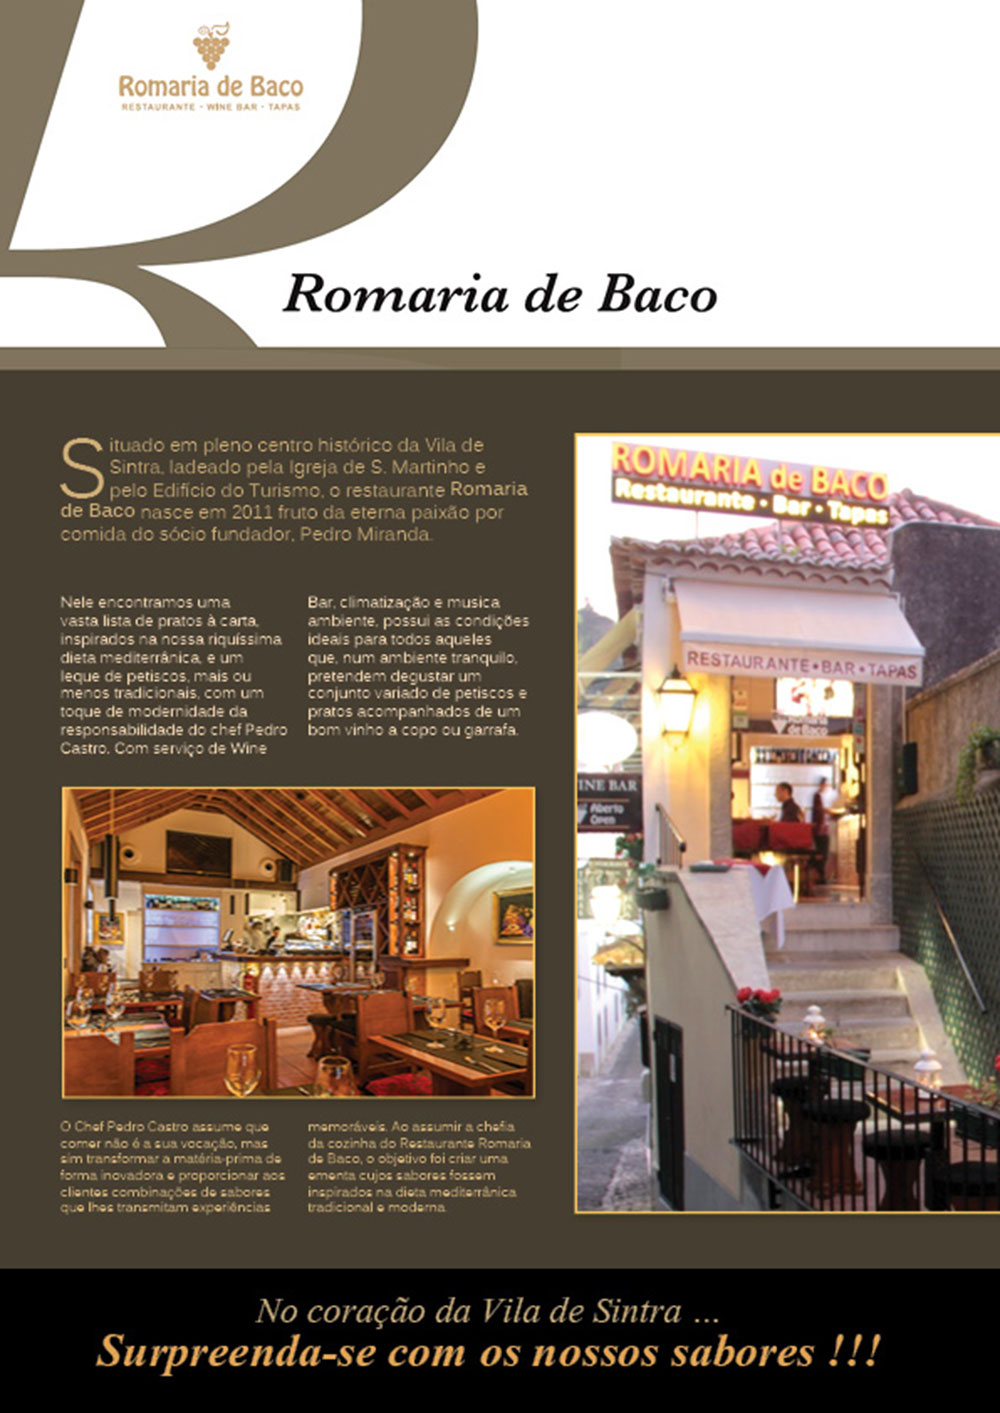 Romaria de Baco
RESTAURANTE - WINE BAR - TAPAS
Romaria de Baco
Situado em pleno centro histórico da Vila de
Sintra, ladeado pela Igreja de S. Martinho e
pelo Edifício do Turismo, o restaurante Romaria
de Baco nasce em 2011 fruto da eterna paixão por
comida do sócio fundador, Pedro Miranda.
Nele encontramos uma
vasta lista de pratos à carta,
inspirados na nossa riquíssima
dieta mediterrânica, e um
leque de petiscos, mais ou
menos tradicionais, com um
toque de modernidade da
responsabilidade do chef Pedro
Castro. Com serviço de Wine
Bar, climatização e musica
ambiente, possui as condições
ideais para todos aqueles
que, num ambiente tranquilo,
pretendem degustar um
conjunto variado de petiscos e
pratos acompanhados de um
bom vinho a copo ou garrafa.
ROMARIA de BACO
Restaurante • Bar • Tapas
RESTAURANTE • BAR • TAPAS
Romaria
de Baco
INE BAR
Aberto
Open
O Chef Pedro Castro assume que
comer não é a sua vocação, mas
sim transformar a matéria-prima de
forma inovadora e proporcionar aos
clientes combinações de sabores
que lhes transmitam experiências
memoráveis. Ao assumir a chefia
da cozinha do Restaurante Romaria
de Baco, o objetivo foi criar uma
ementa cujos sabores fossem
inspirados na dieta mediterrânica
tradicional e moderna.
No coração da Vila de Sintra ...
Surpreenda-se com os nossos sabores !!!